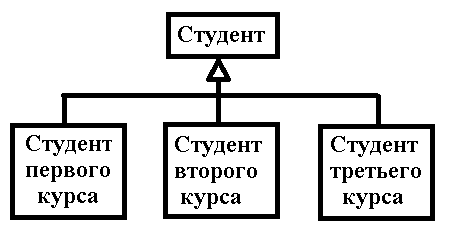 Студент
Студент
первого
курса
Студент
второго
курса
Студент
третьего
курса